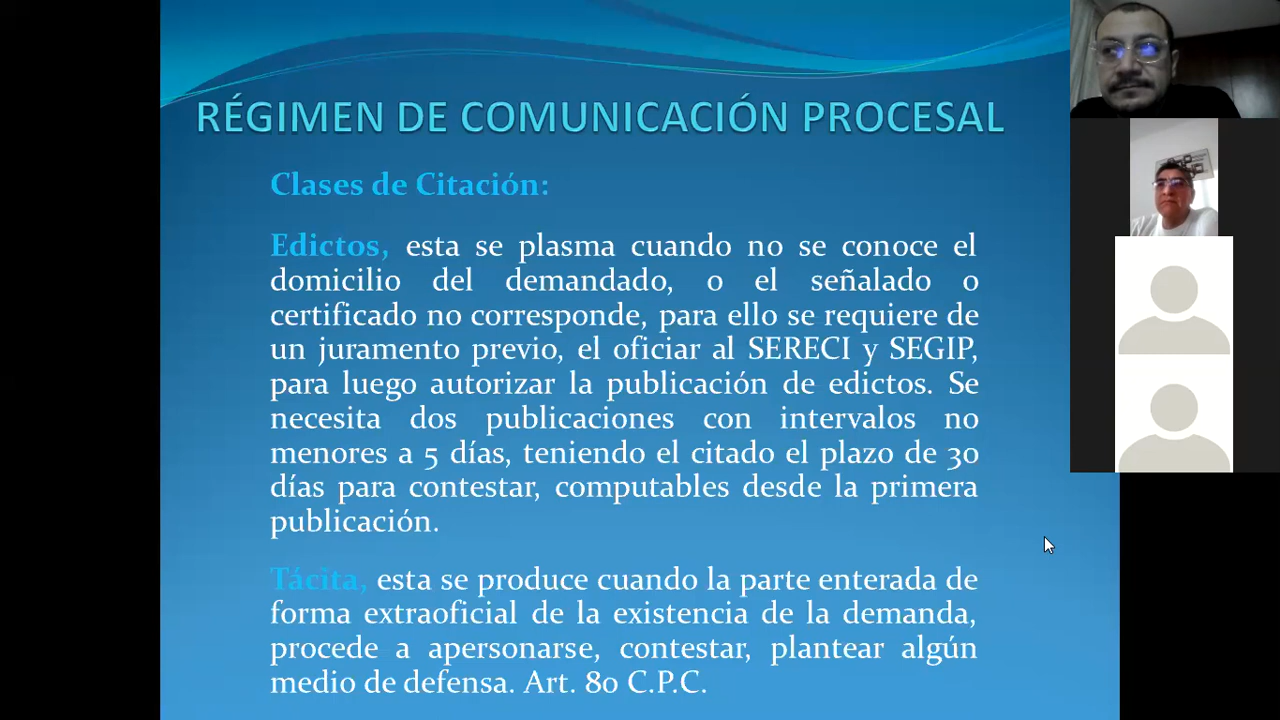 RÉGIMEN DE COMUNICACIÓN PROCESAL
Clases de Citación:
Edictos, esta se plasma cuando no se conoce el
domicilio del demandado, o el señalado o
certificado no corresponde, para ello se requiere de
un juramento previo, el oficiar al SERECI y SEGIP,
para luego autorizar la publicación de edictos. Se
necesita dos publicaciones con intervalos no
menores a 5 días, teniendo el citado el plazo de 30
días para contestar, computables desde la primera
publicación.
Tácita, esta se produce cuando la parte enterada de
forma extraoficial de la existencia de la demanda,
procede a apersonarse, contestar, plantear algún
medio de defensa. Art. 80 C.P.C.